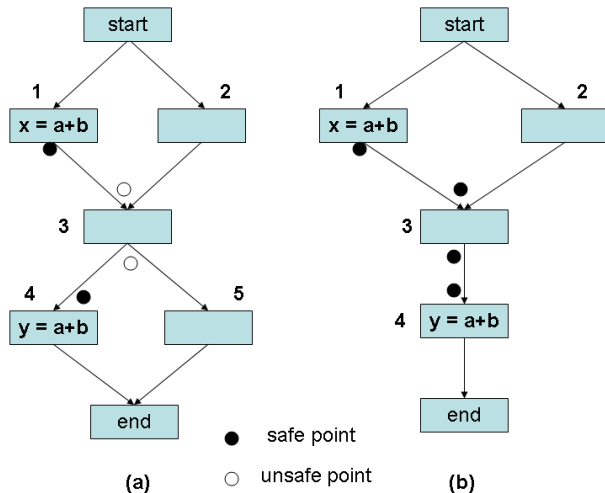 start
1
2
x = a+b
3
4
5
y = a+b
end
(a)
start
1
2
x = a+b
3
4
y = a+b
end
(b)
safe point
unsafe point